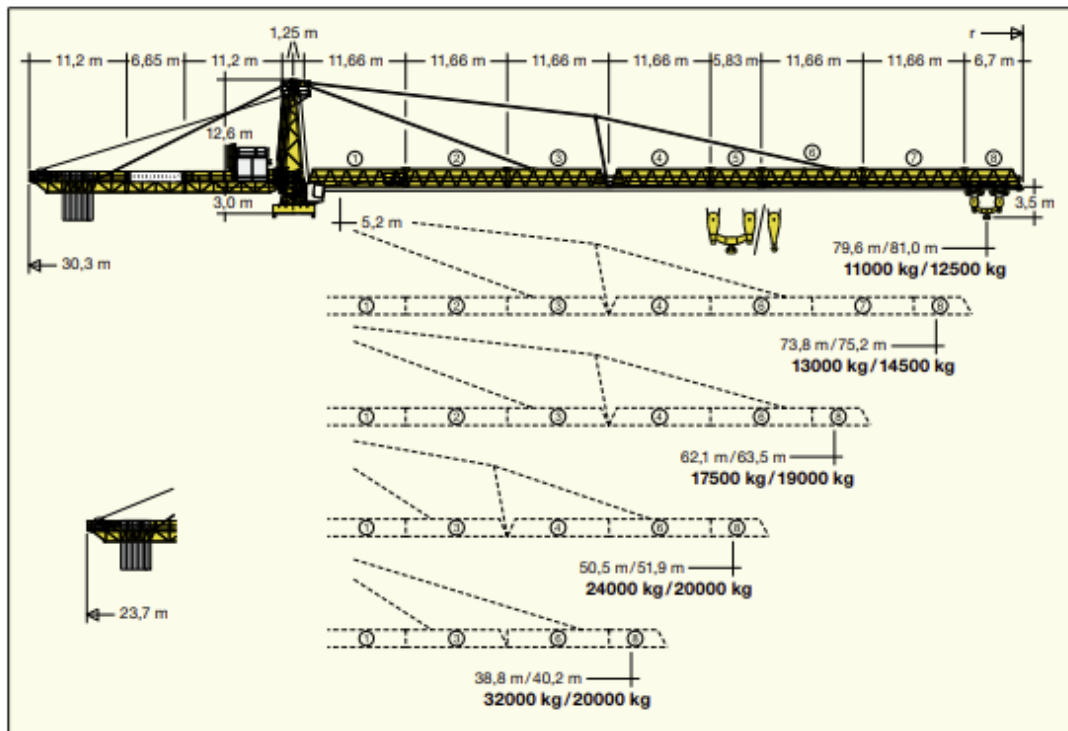 1,25 m
r
11,2 m 6,65 m 11,2 m 11,66 m 11,66 m 11,66 m 11,66 m 5,83 m 11,66 m 11,66 m 6,7 m
12,6 m
① ② ③ ④ ⑤ ⑥ ⑦ ⑧
3,0 m
3,5 m
5,2 m
79,6 m/81,0 m
30,3 m
11000 kg/12500 kg
① ② ③ ④ ⑥ ⑦ ⑧
73,8 m/75,2 m
13000 kg/14500 kg
① ② ③ ④ ⑥ ⑧
62,1 m/63,5 m
17500 kg/19000 kg
① ③ ④ ⑥ ⑧
50,5 m/51,9 m
24000 kg/20000 kg
23,7 m
① ③ ⑥ ⑧
38,8 m/40,2 m
32000 kg/20000 kg